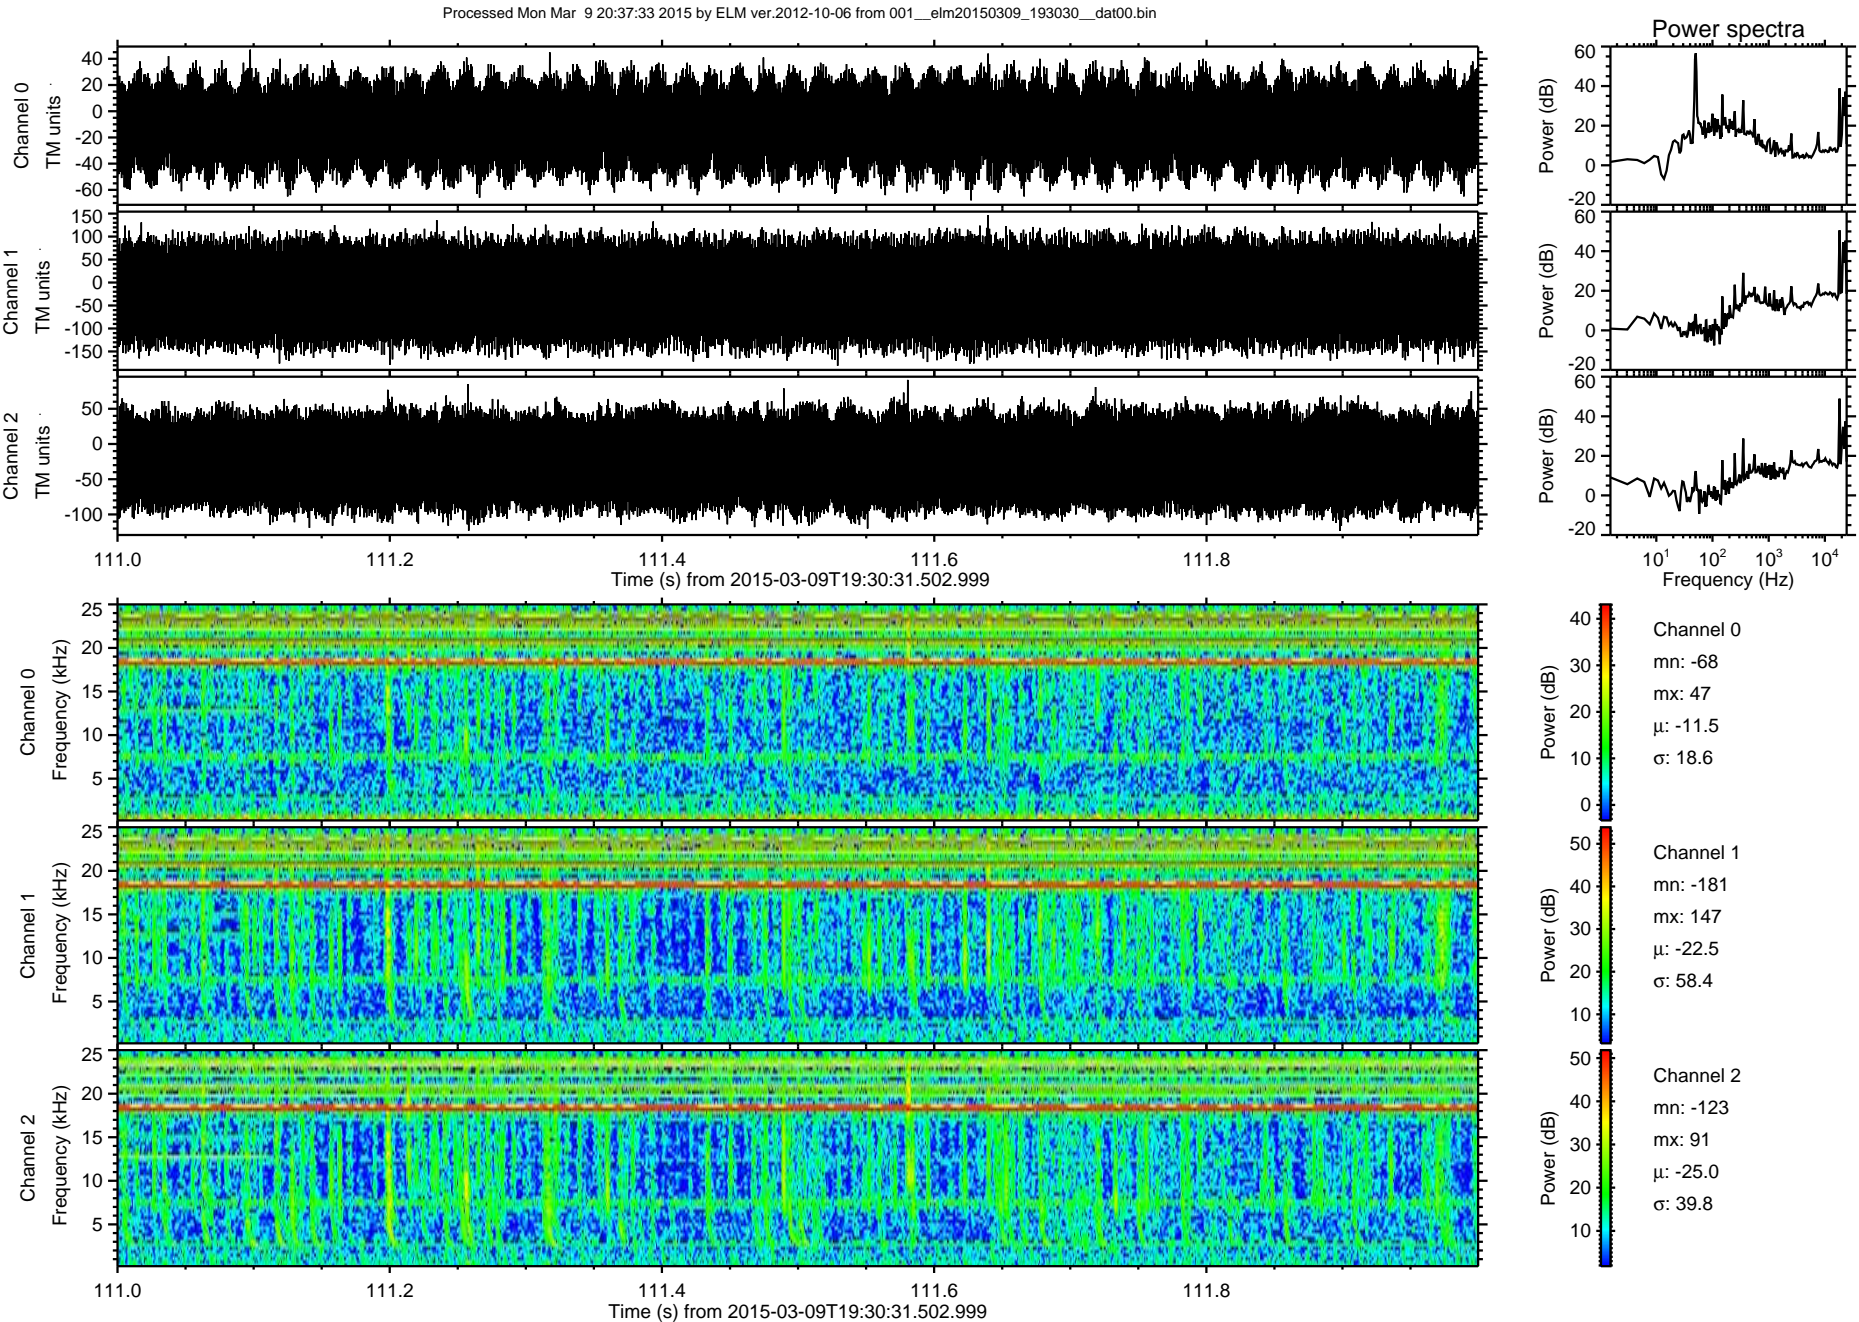 Processed Mon Mar  9 20:37:33 2015 by ELM ver.2012-10-06 from 001__elm20150309_193030__dat00.bin
Power spectra
Channel 0
TM units
40
20
0
-20
-40
-60
Power (dB)
60
40
20
0
-20
Channel 1
TM units
150
100
50
0
-50
-100
-150
Power (dB)
60
40
20
0
-20
Channel 2
TM units
50
0
-50
-100
Power (dB)
60
40
20
0
-20
111.0 111.2 111.4 111.6 111.8
Time (s) from 2015-03-09T19:30:31.502.999
10¹ 10² 10³ 10⁴
Frequency (Hz)
Channel 0
Frequency (kHz)
25
20
15
10
5
Power (dB)
40
30
20
10
0
Channel 0
mn: -68
mx: 47
μ: -11.5
σ: 18.6
Channel 1
Frequency (kHz)
25
20
15
10
5
Power (dB)
50
40
30
20
10
Channel 1
mn: -181
mx: 147
μ: -22.5
σ: 58.4
Channel 2
Frequency (kHz)
25
20
15
10
5
Power (dB)
50
40
30
20
10
Channel 2
mn: -123
mx: 91
μ: -25.0
σ: 39.8
111.0 111.2 111.4 111.6 111.8
Time (s) from 2015-03-09T19:30:31.502.999